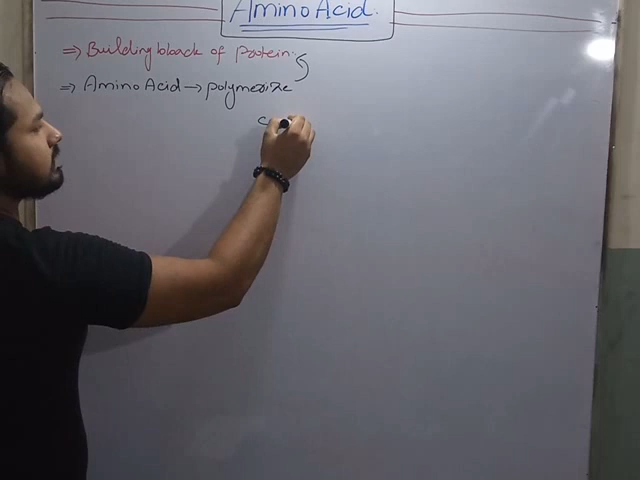 Amino Acid.
⇒ Building block of protein.
⇒ Amino Acid → polymerize